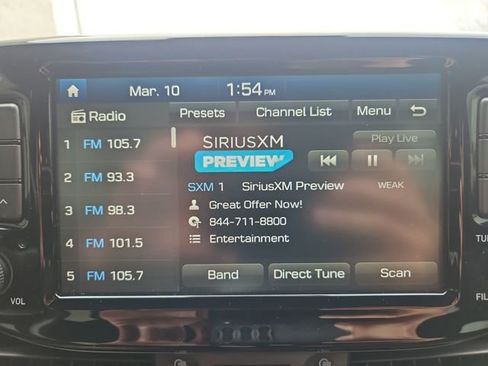 Mar. 10 1:54 PM
Radio Presets Channel List Menu
1 FM 105.7
2 FM 93.3
3 FM 98.3
4 FM 101.5
5 FM 105.7
SIRIUSXM
PREVIEW
Play Live
SXM 1 SiriusXM Preview WEAK
Great Offer Now!
844-711-8800
Entertainment
Band Direct Tune Scan
VOL
TU
FIL